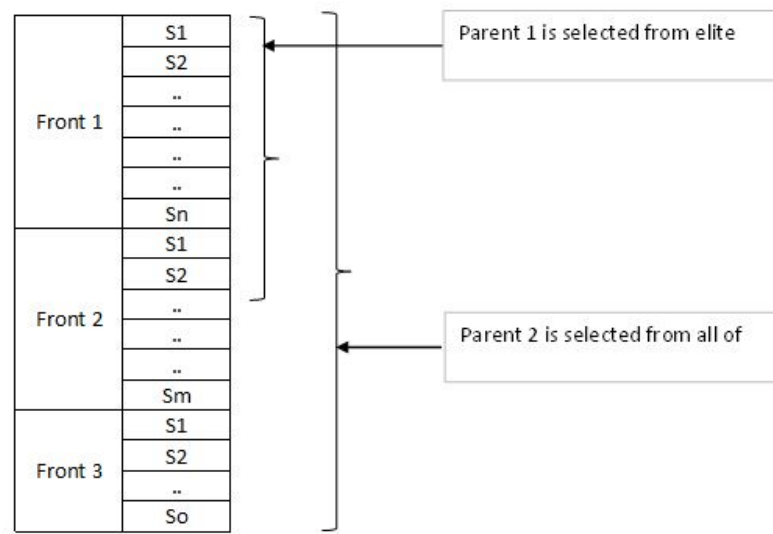 S1
Parent 1 is selected from elite
S2
..
Front 1
..
..
..
Sn
S1
S2
..
Front 2
..
Parent 2 is selected from all of
..
Sm
S1
S2
Front 3
..
So